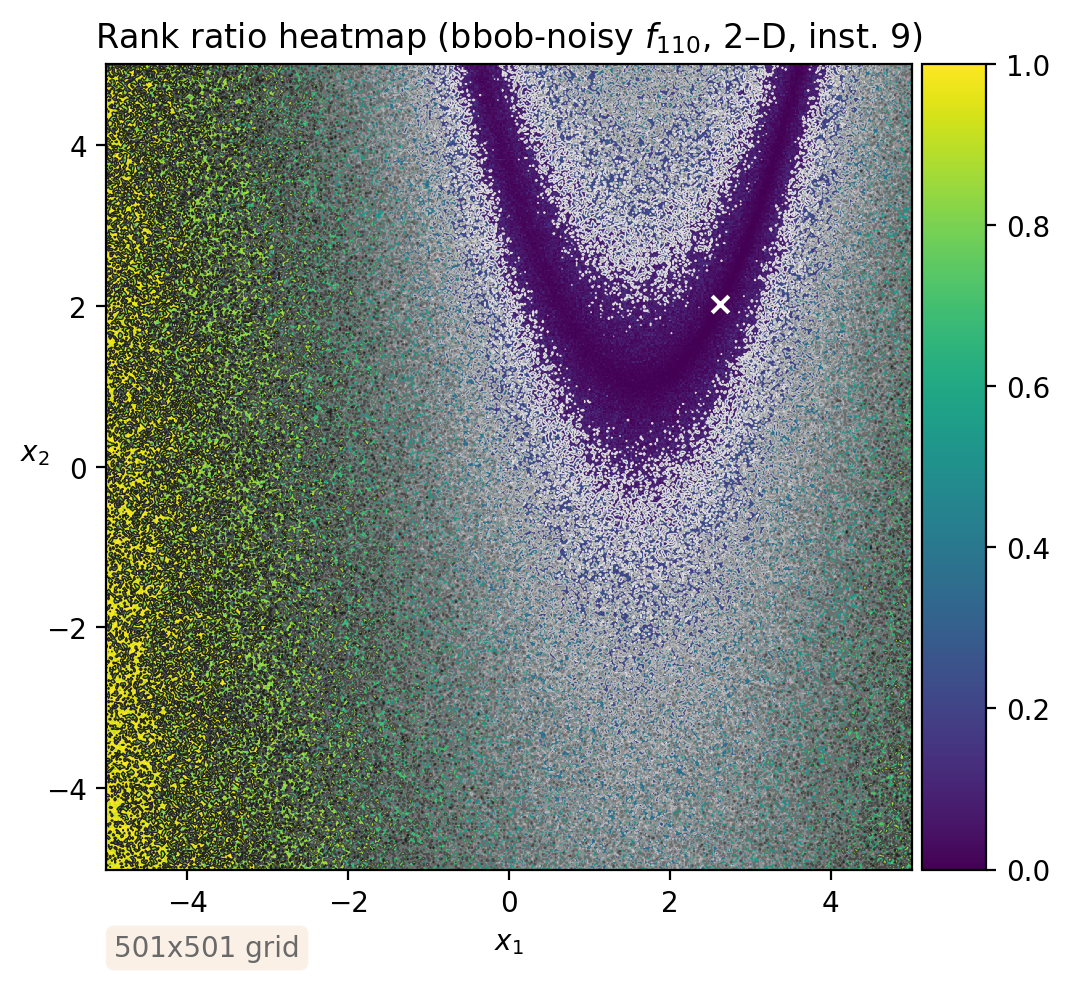 Rank ratio heatmap (bbob-noisy f₁₁₀, 2–D, inst. 9)
1.0
0.8
0.6
0.4
0.2
0.0
4
2
x₂
0
−2
−4
−4 −2 0 2 4
x₁
501x501 grid